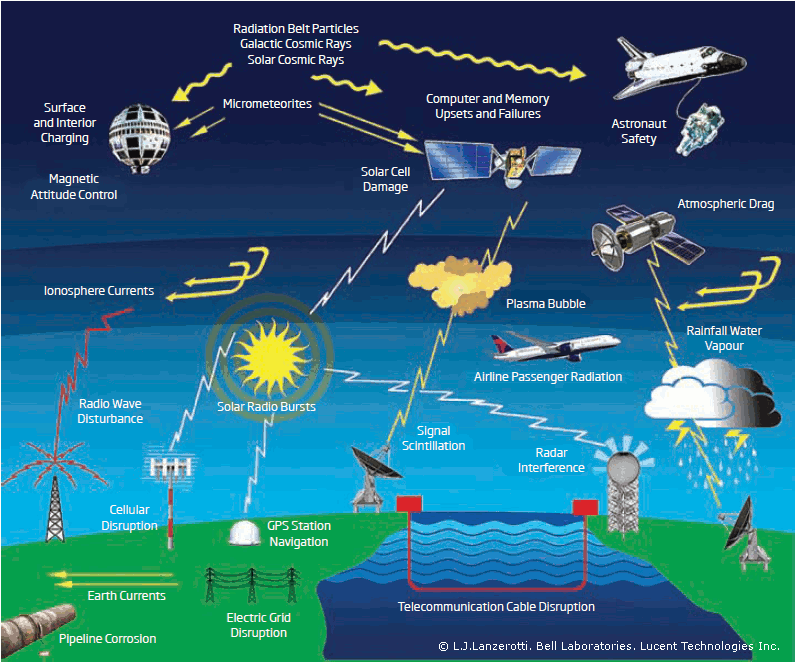 Radiation Belt Particles
Galactic Cosmic Rays
Solar Cosmic Rays
Micrometeorites
Computer and Memory
Upsets and Failures
Surface
and Interior
Charging
Astronaut
Safety
Solar Cell
Damage
Magnetic
Attitude Control
Atmospheric Drag
Ionosphere Currents
Plasma Bubble
Rainfall Water
Vapour
Airline Passenger Radiation
Radio Wave
Disturbance
Solar Radio Bursts
Signal
Scintillation
Radar
Interference
Cellular
Disruption
GPS Station
Navigation
Earth Currents
Electric Grid
Disruption
Telecommunication Cable Disruption
Pipeline Corrosion
© L.J.Lanzerotti. Bell Laboratories. Lucent Technologies Inc.